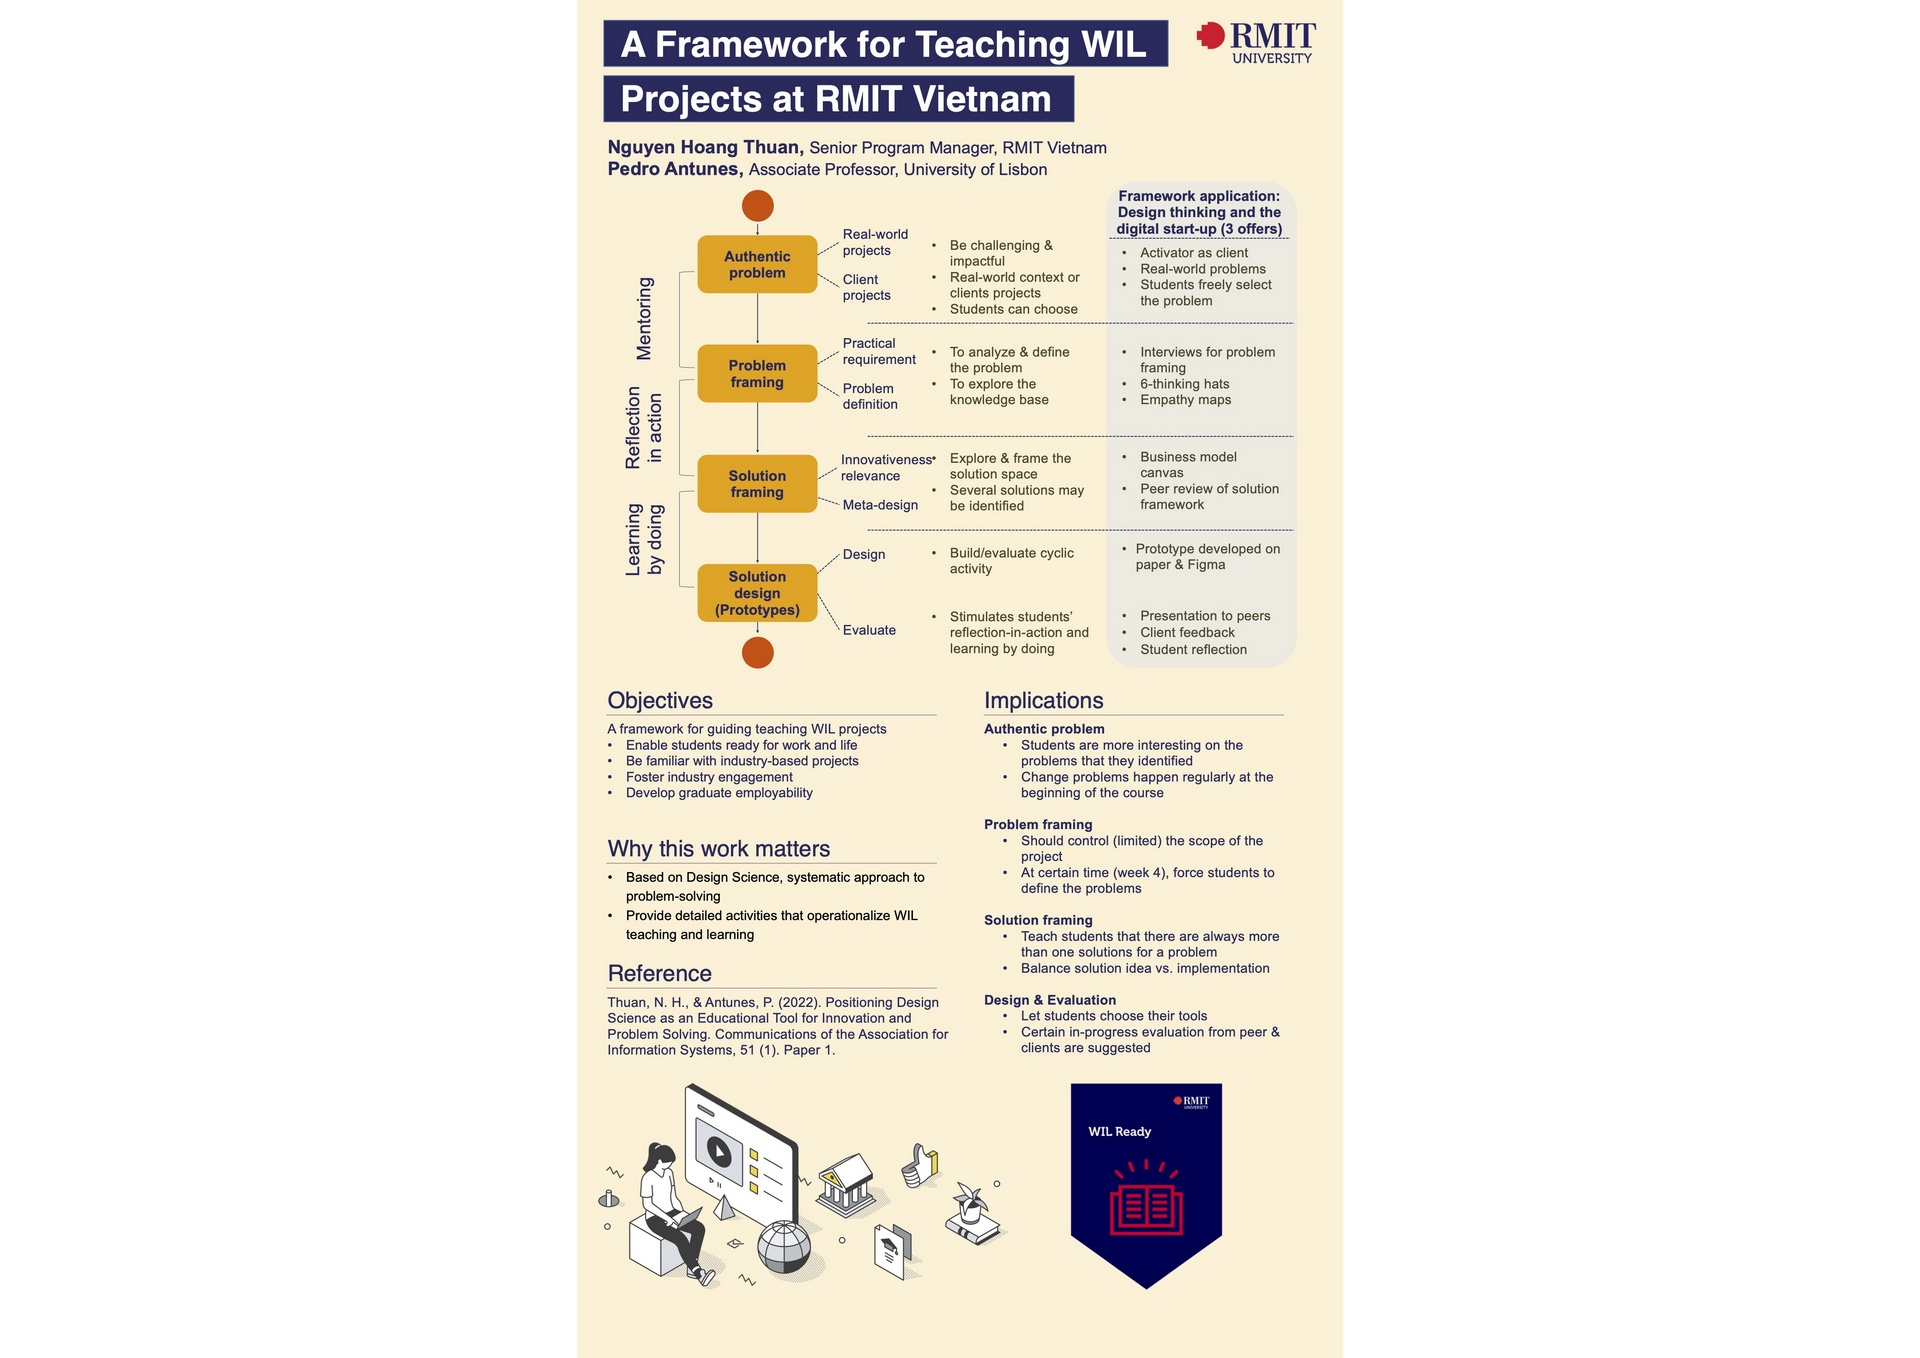 A Framework for Teaching WIL
Projects at RMIT Vietnam
RMIT
UNIVERSITY
Nguyen Hoang Thuan, Senior Program Manager, RMIT Vietnam
Pedro Antunes, Associate Professor, University of Lisbon
Framework application:
Design thinking and the
digital start-up (3 offers)
Mentoring
Reflection
in action
Learning
by doing
Authentic
problem
Real-world
projects
Client
projects
• Be challenging &
impactful
• Real-world context or
clients projects
• Students can choose
• Activator as client
• Real-world problems
• Students freely select
the problem
Problem
framing
Practical
requirement
Problem
definition
• To analyze & define
the problem
• To explore the
knowledge base
• Interviews for problem
framing
• 6-thinking hats
• Empathy maps
Solution
framing
Innovativeness
relevance
Meta-design
• Explore & frame the
solution space
• Several solutions may
be identified
• Business model
canvas
• Peer review of solution
framework
Solution
design
(Prototypes)
Design
Evaluate
• Build/evaluate cyclic
activity
• Stimulates students’
reflection-in-action and
learning by doing
• Prototype developed on
paper & Figma
• Presentation to peers
• Client feedback
• Student reflection
Objectives
A framework for guiding teaching WIL projects
• Enable students ready for work and life
• Be familiar with industry-based projects
• Foster industry engagement
• Develop graduate employability
Why this work matters
• Based on Design Science, systematic approach to
problem-solving
• Provide detailed activities that operationalize WIL
teaching and learning
Reference
Thuan, N. H., & Antunes, P. (2022). Positioning Design
Science as an Educational Tool for Innovation and
Problem Solving. Communications of the Association for
Information Systems, 51 (1). Paper 1.
Implications
Authentic problem
• Students are more interesting on the
problems that they identified
• Change problems happen regularly at the
beginning of the course
Problem framing
• Should control (limited) the scope of the
project
• At certain time (week 4), force students to
define the problems
Solution framing
• Teach students that there are always more
than one solutions for a problem
• Balance solution idea vs. implementation
Design & Evaluation
• Let students choose their tools
• Certain in-progress evaluation from peer &
clients are suggested
RMIT
UNIVERSITY
WIL Ready